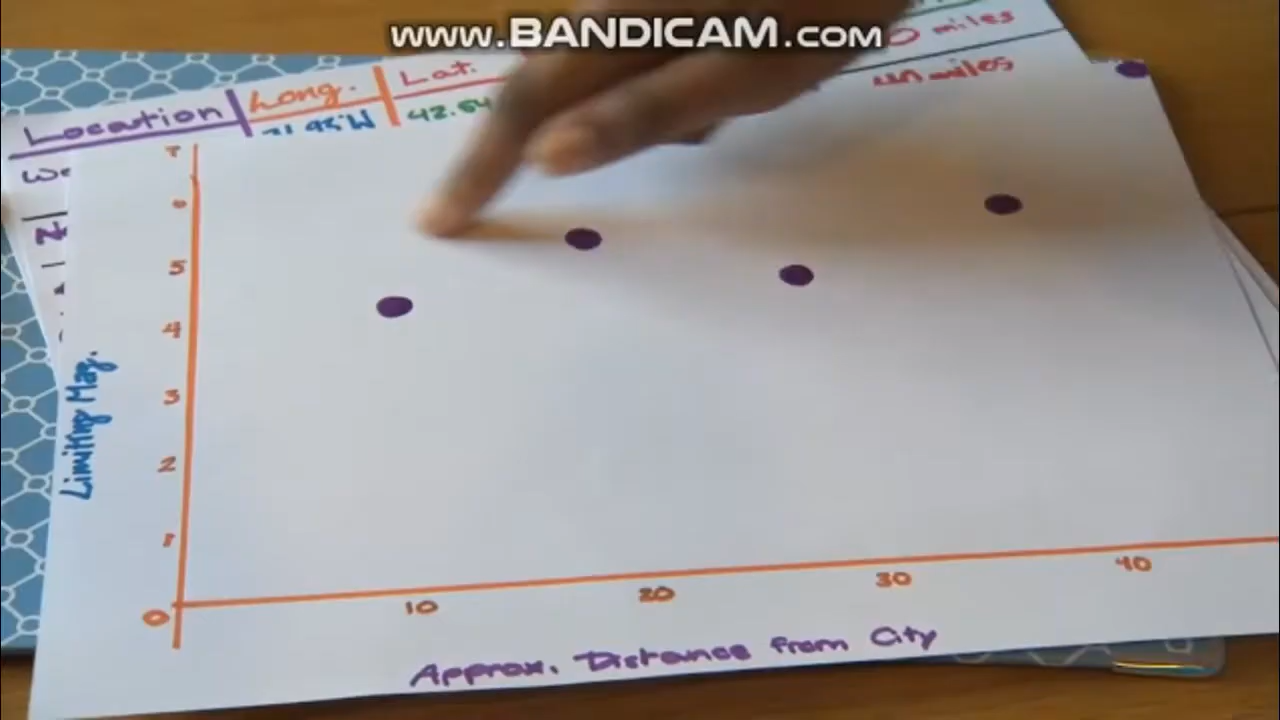 www.BANDICAM.com
miles
Location Long. Lat. miles
71.95'W 42.54
7
6
5
4
3
2
1
0
Limiting Mag.
10 20 30 40
Approx. Distance from City